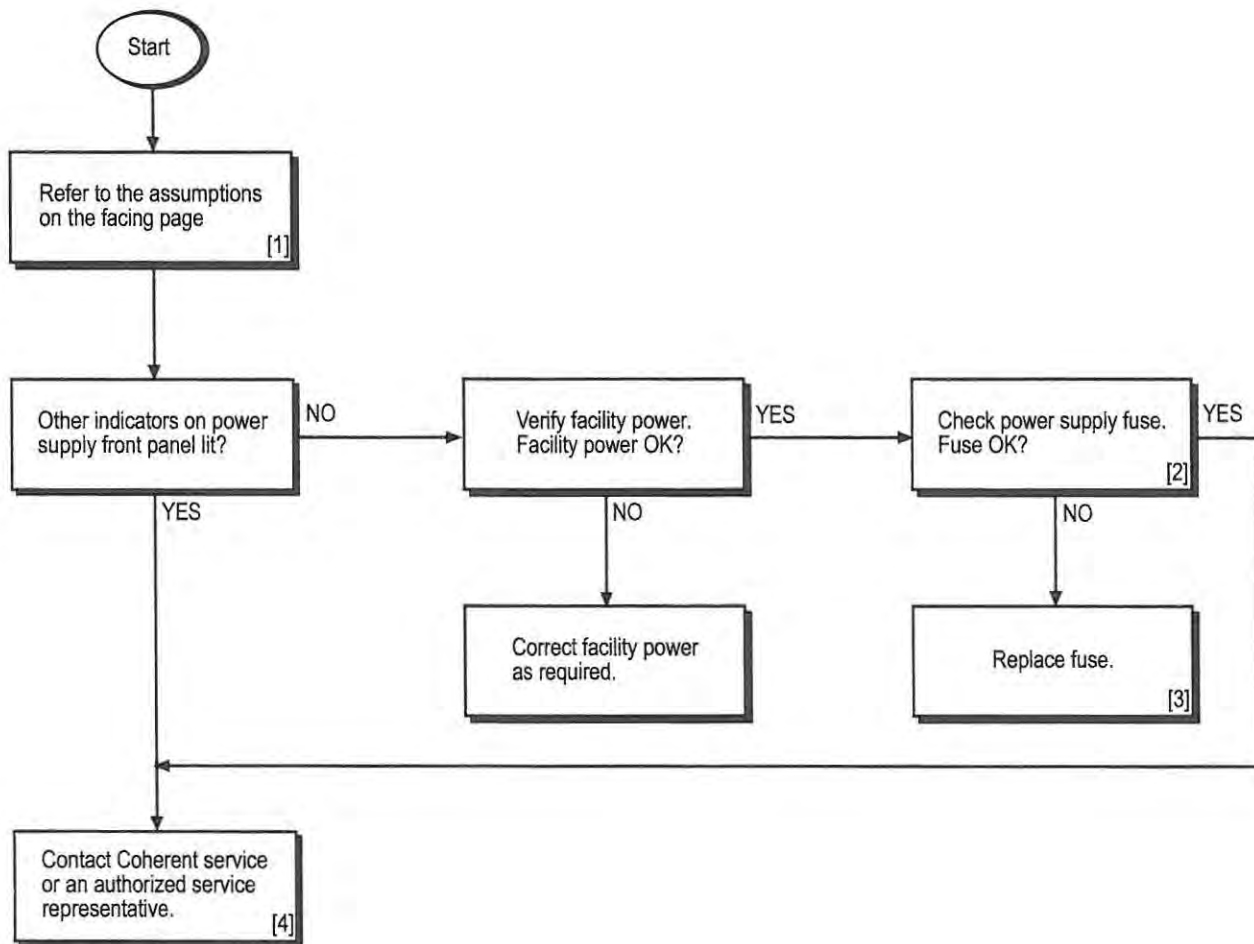 Start
Refer to the assumptions
on the facing page
[1]
Other indicators on power
supply front panel lit?
NO
Verify facility power.
Facility power OK?
YES
Check power supply fuse.
Fuse OK?
[2]
YES
YES
NO
NO
Correct facility power
as required.
Replace fuse.
[3]
Contact Coherent service
or an authorized service
representative.
[4]